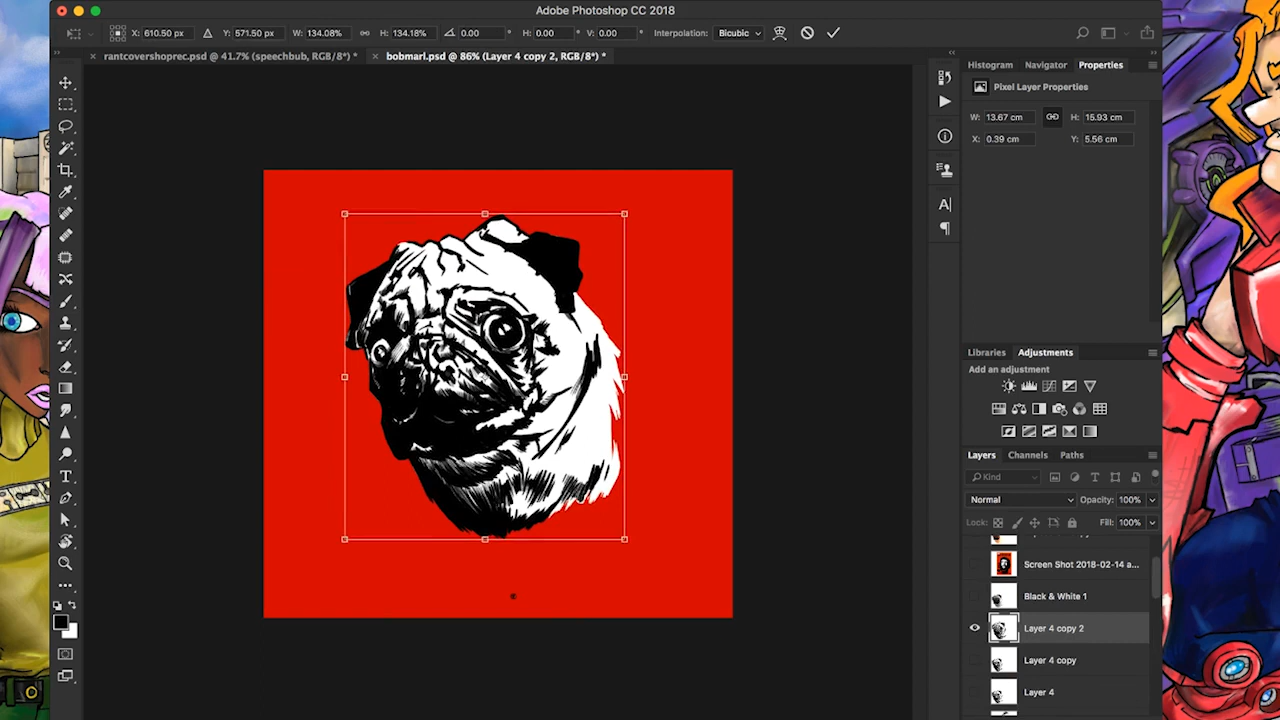 Adobe Photoshop CC 2018
X: 610.50 px Y: 571.50 px W: 134.08% H: 134.18% 0.00 ° H: 0.00 ° V: 0.00 ° Interpolation: Bicubic
× rantcovershoprec.psd @ 41.7% (speechbub, RGB/8*) * × bobmarl.psd @ 86% (Layer 4 copy 2, RGB/8*) *
Histogram Navigator Properties
Pixel Layer Properties
W: 13.67 cm H: 15.93 cm
X: 0.39 cm Y: 5.56 cm
Libraries Adjustments
Add an adjustment
Layers Channels Paths
Kind
Normal Opacity: 100%
Lock: Fill: 100%
Screen Shot 2018-02-14 a...
Black & White 1
Layer 4 copy 2
Layer 4 copy
Layer 4